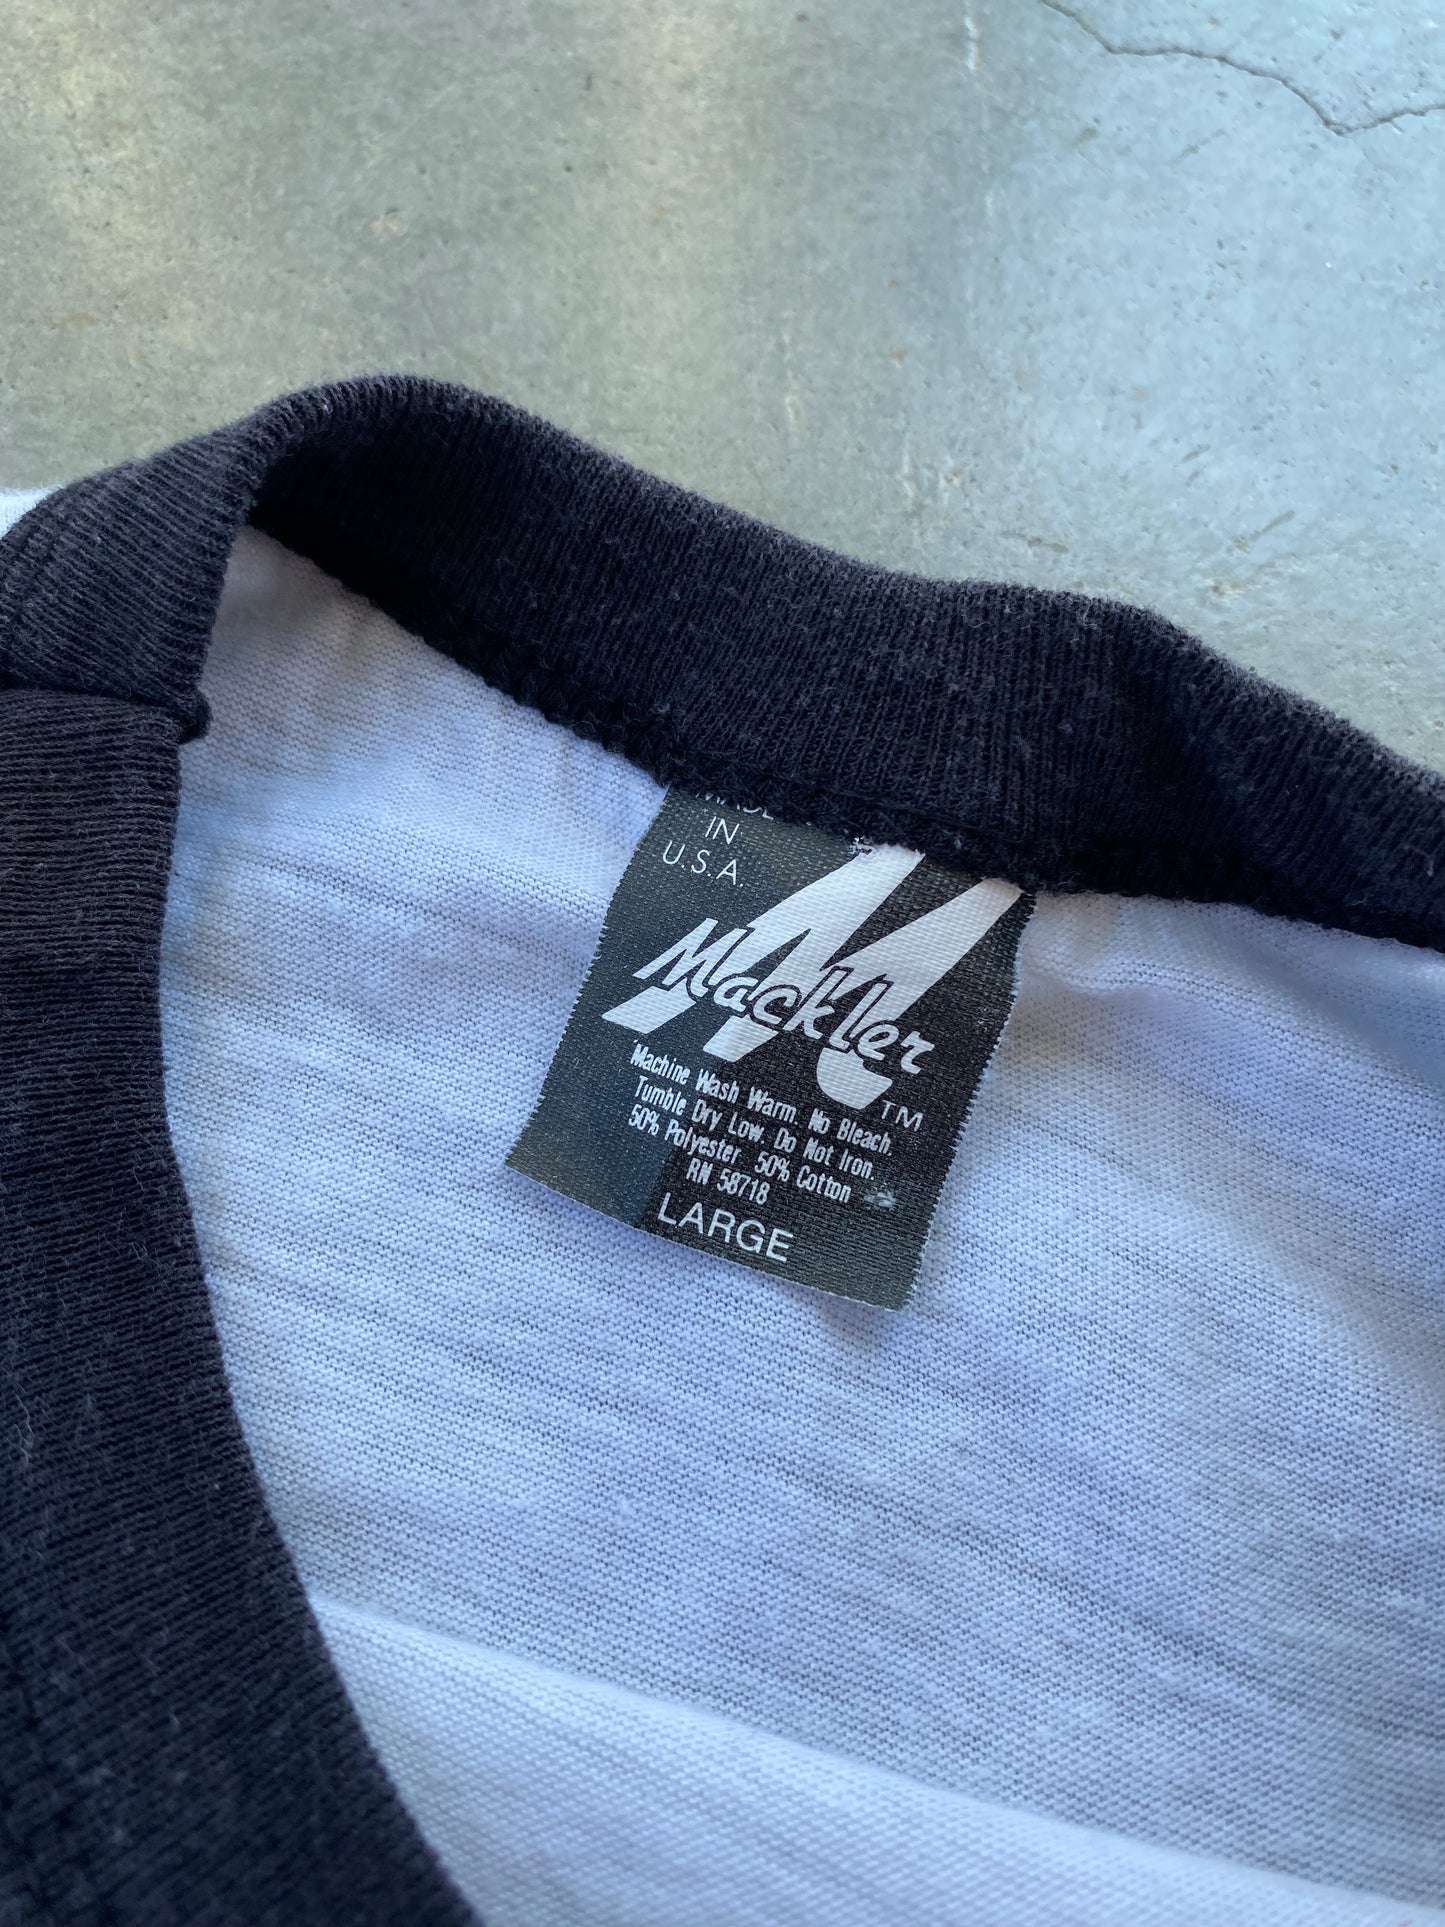 MADE
IN
U.S.A.
M
Mackler
TM
Machine Wash Warm. No Bleach.
Tumble Dry Low. Do Not Iron.
50% Polyester 50% Cotton
RN 58718
LARGE